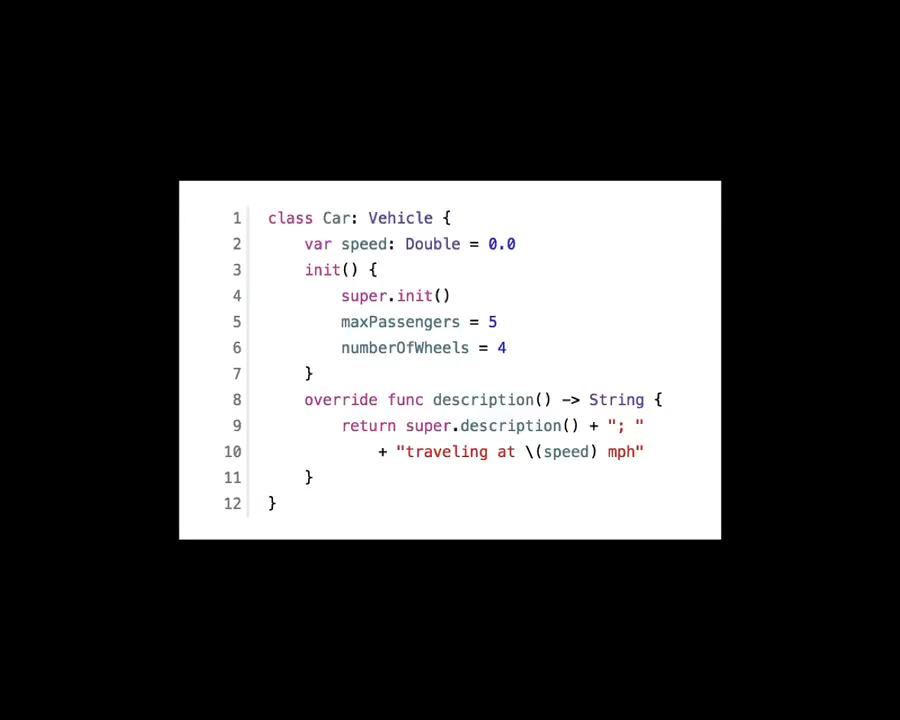 1 class Car: Vehicle {
2 var speed: Double = 0.0
3 init() {
4 super.init()
5 maxPassengers = 5
6 numberOfWheels = 4
7 }
8 override func description() -> String {
9 return super.description() + "; "
10 + "traveling at \(speed) mph"
11 }
12 }